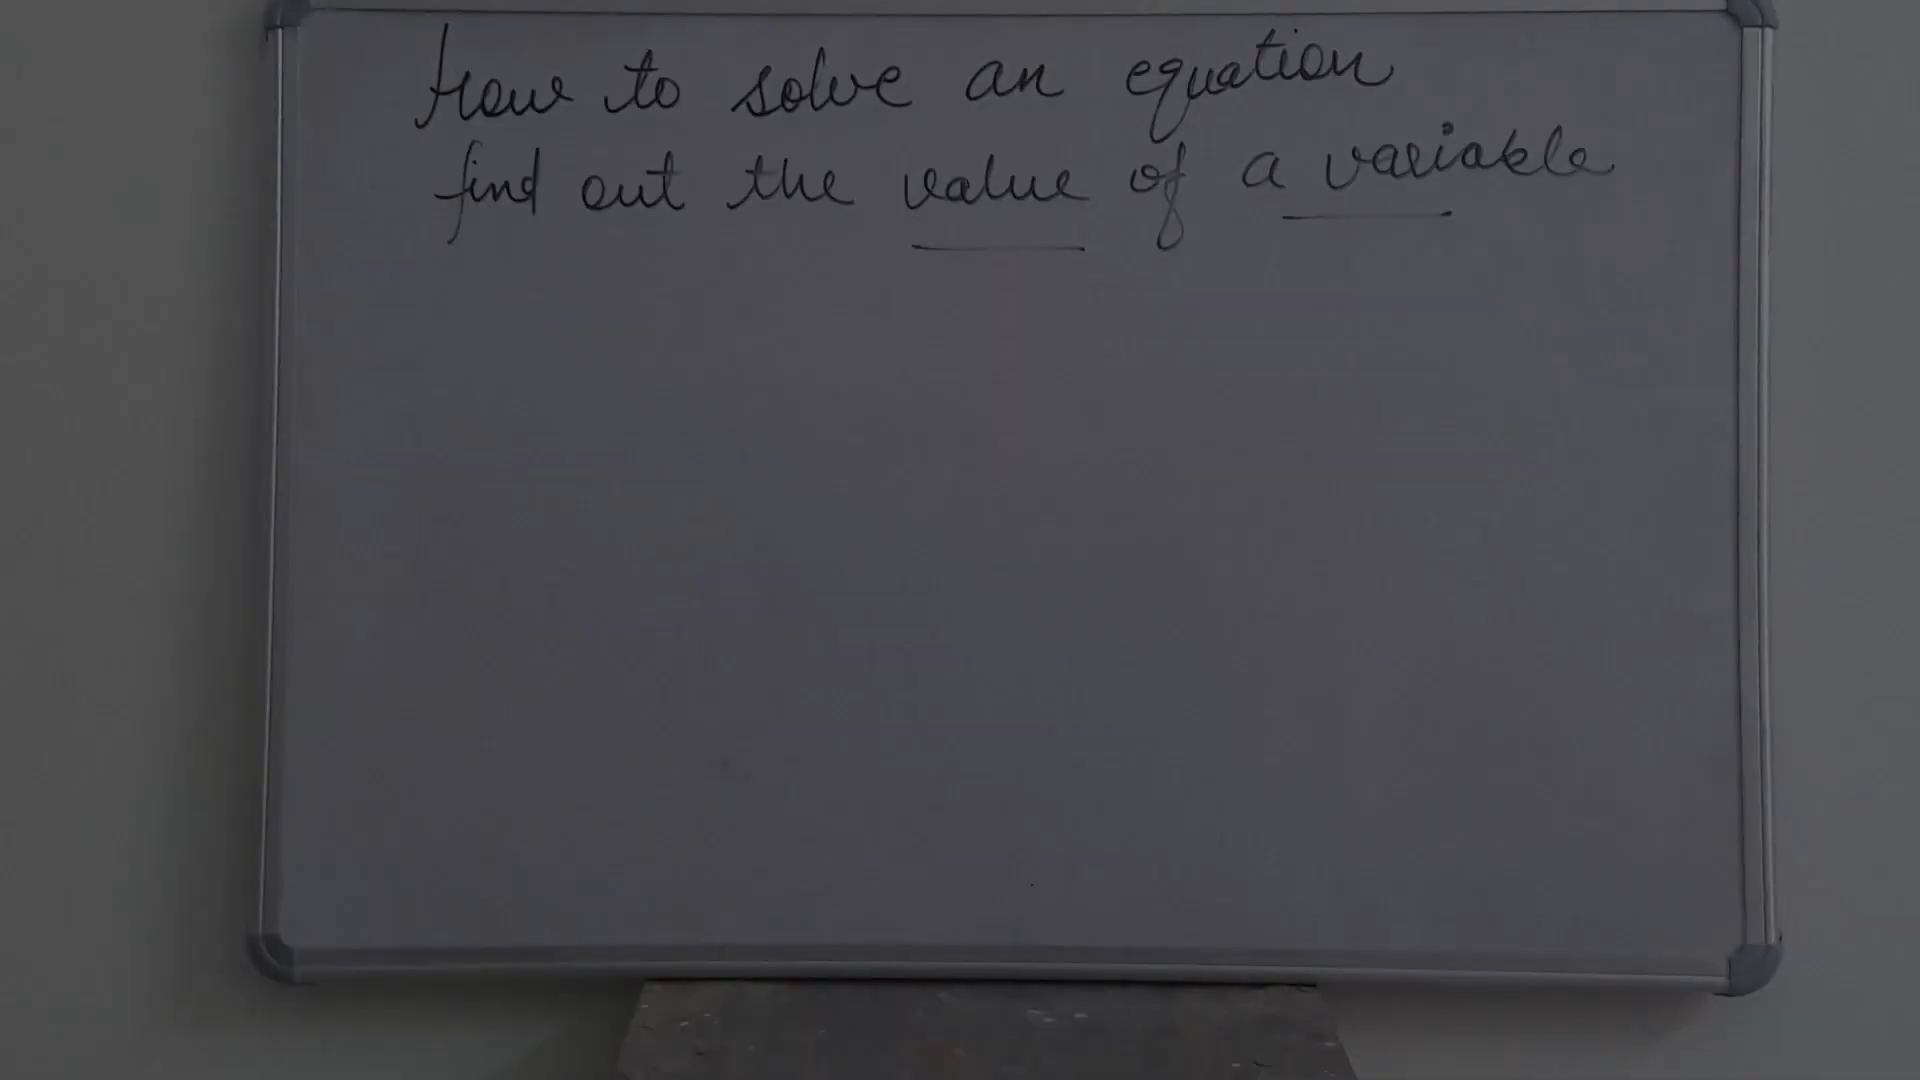 How to solve an equation
find out the value of a variable